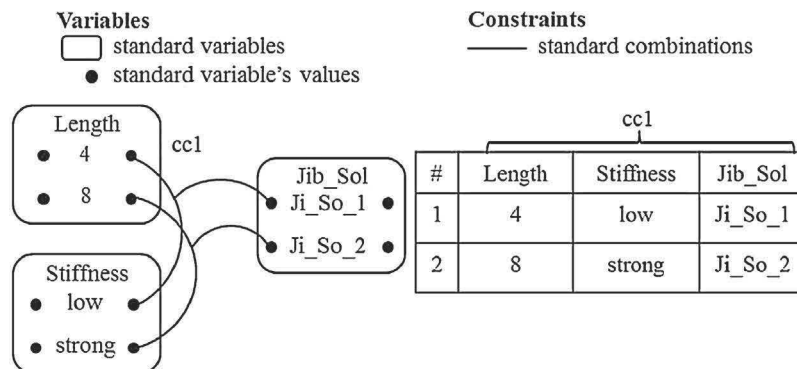 Variables
standard variables
standard variable's values
Constraints
standard combinations
Length
4
8
cc1
Stiffness
low
strong
Jib_Sol
Ji_So_1
Ji_So_2
cc1
# Length Stiffness Jib_Sol
1 4 low Ji_So_1
2 8 strong Ji_So_2